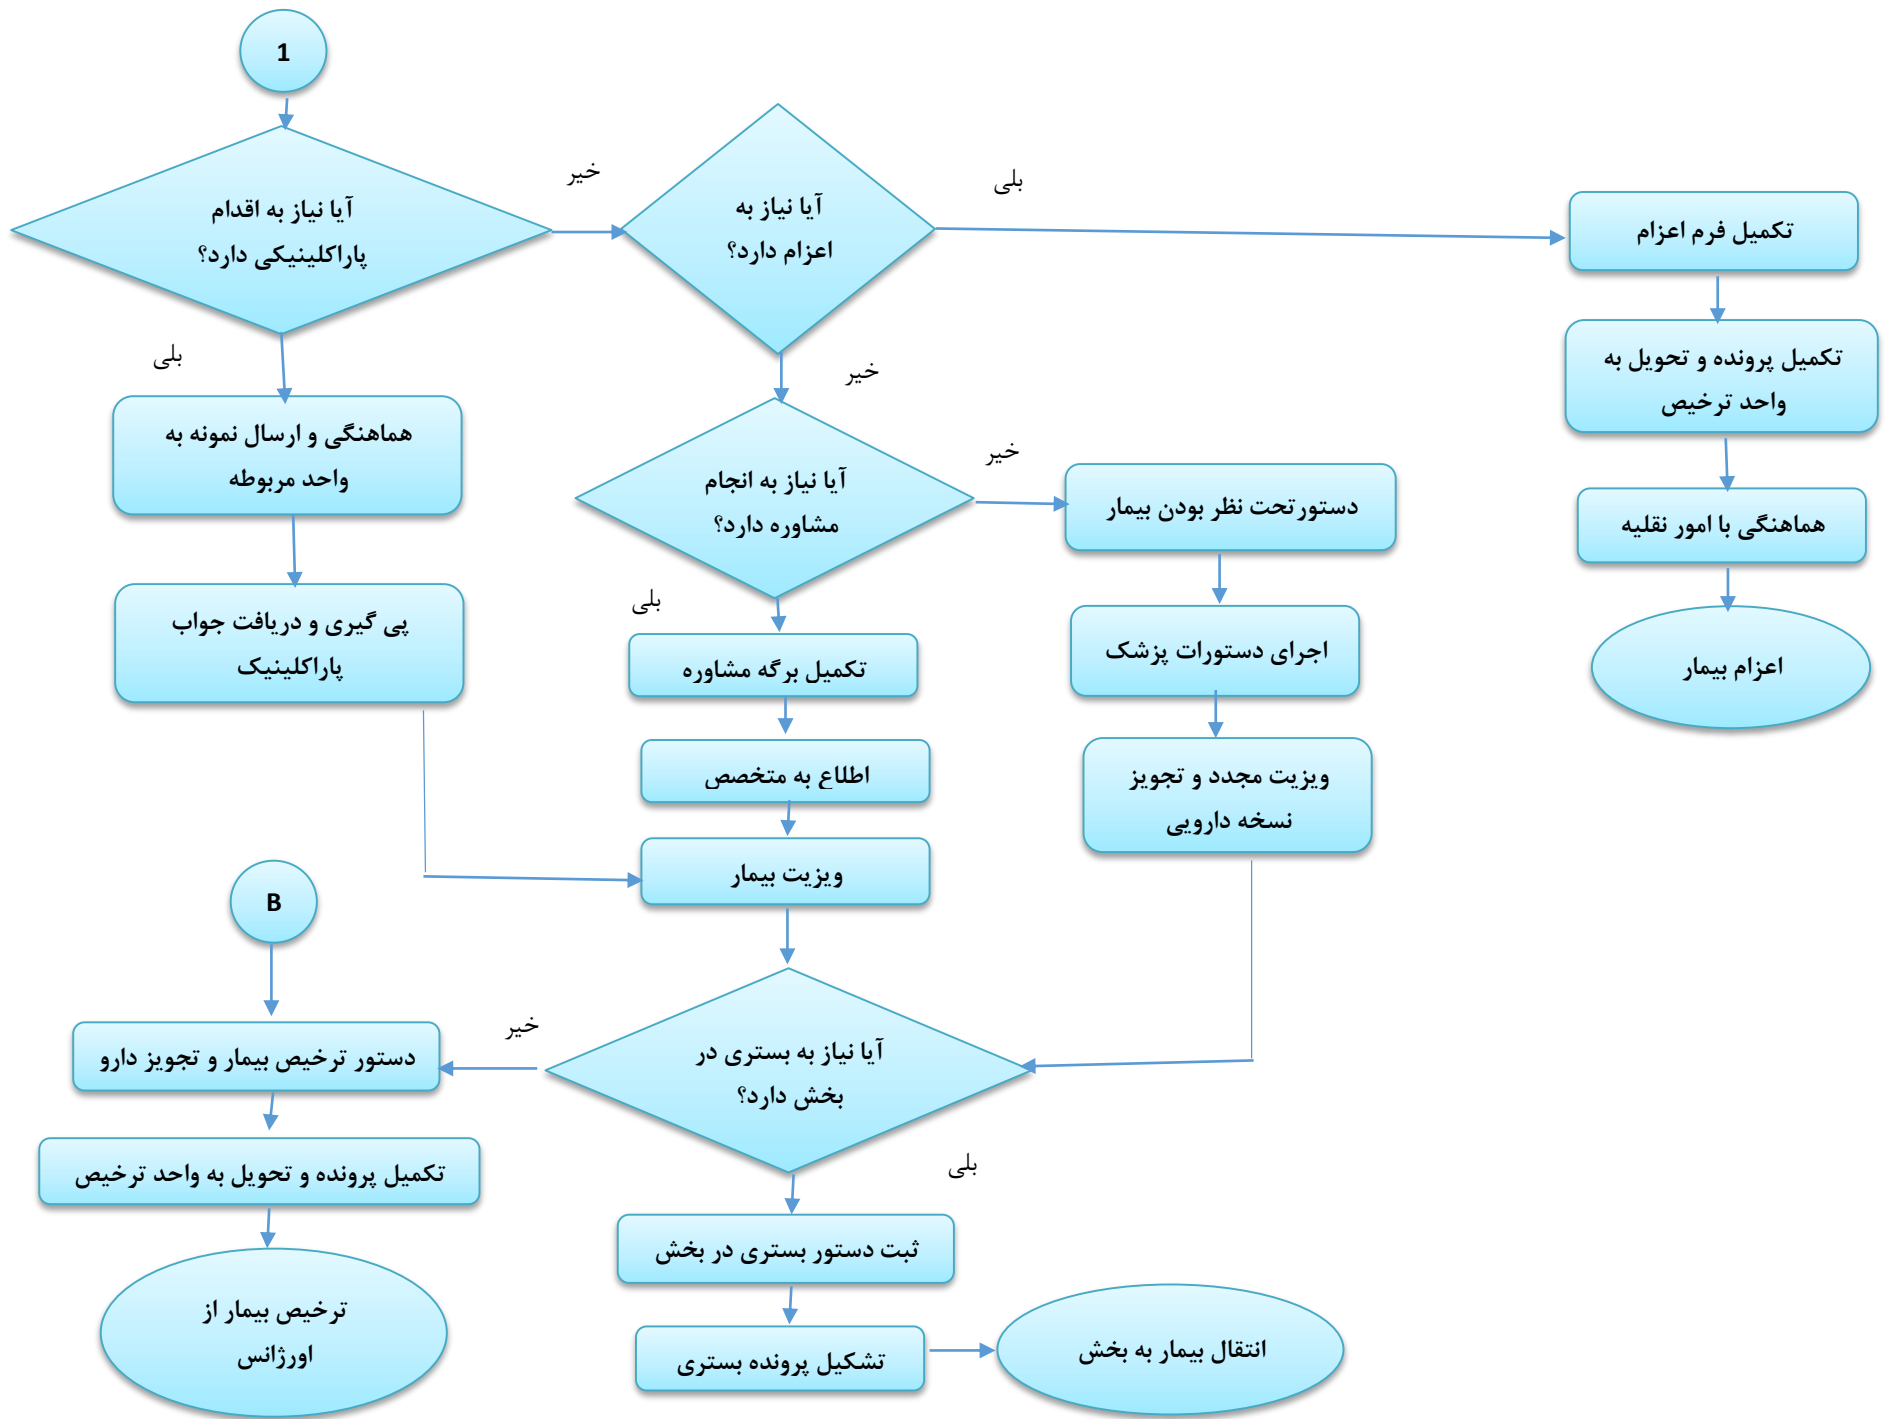 1
آیا نیاز به اقدام
پاراکلینیکی دارد؟
خیر
بلی
هماهنگی و ارسال نمونه به
واحد مربوطه
پی گیری و دریافت جواب
پاراکلینیک
آیا نیاز به
اعزام دارد؟
بلی
خیر
تکمیل فرم اعزام
تکمیل پرونده و تحویل به
واحد ترخیص
هماهنگی با امور نقلیه
اعزام بیمار
آیا نیاز به انجام
مشاوره دارد؟
خیر
بلی
دستورتحت نظر بودن بیمار
اجرای دستورات پزشک
ویزیت مجدد و تجویز
نسخه دارویی
تکمیل برگه مشاوره
اطلاع به متخصص
ویزیت بیمار
آیا نیاز به بستری در
بخش دارد؟
خیر
بلی
B
دستور ترخیص بیمار و تجویز دارو
تکمیل پرونده و تحویل به واحد ترخیص
ترخیص بیمار از
اورژانس
ثبت دستور بستری در بخش
تشکیل پرونده بستری
انتقال بیمار به بخش